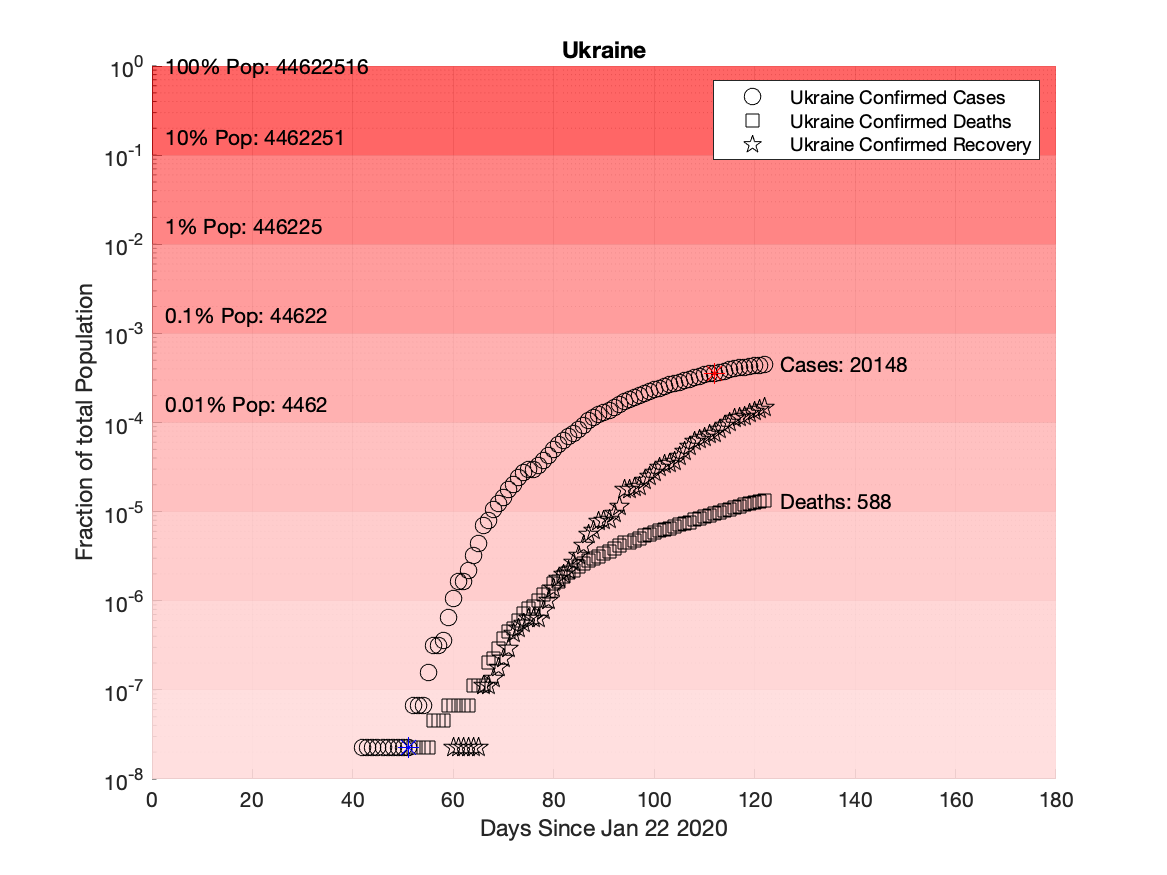 Ukraine
10^0
100% Pop: 44622516
Ukraine Confirmed Cases
Ukraine Confirmed Deaths
Ukraine Confirmed Recovery
10% Pop: 4462251
10^-1
1% Pop: 446225
10^-2
0.1% Pop: 44622
10^-3
Cases: 20148
0.01% Pop: 4462
10^-4
Deaths: 588
10^-5
10^-6
10^-7
10^-8
Fraction of total Population
0 20 40 60 80 100 120 140 160 180
Days Since Jan 22 2020